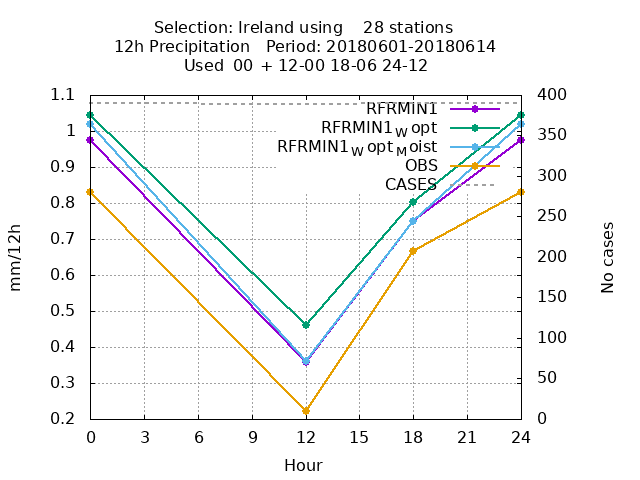 Selection: Ireland using 28 stations
12h Precipitation Period: 20180601-20180614
Used 00 + 12-00 18-06 24-12
RFRMIN1
RFRMIN1_W opt
RFRMIN1_W opt_M oist
OBS
CASES
1.1
1
0.9
0.8
0.7
0.6
0.5
0.4
0.3
0.2
mm/12h
400
350
300
250
200
150
100
50
0
No cases
0 3 6 9 12 15 18 21 24
Hour